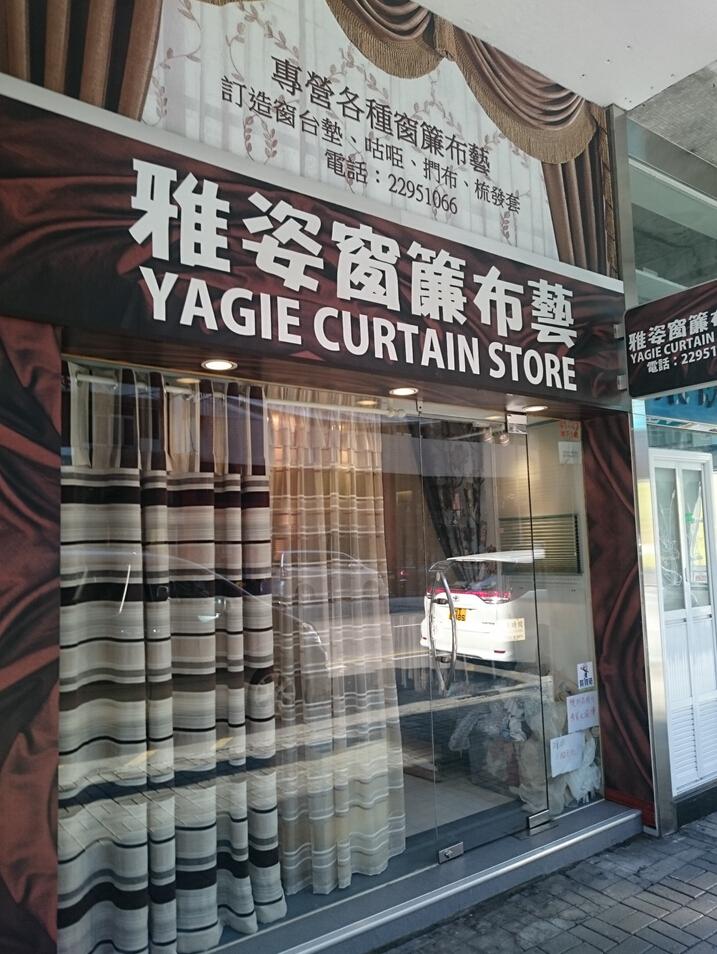 專營各種窗簾布藝
訂造窗台墊、咕𠱸、捫布、梳發套
電話：22951066
雅姿窗簾布藝
YAGIE CURTAIN STORE
雅姿窗簾
YAGIE CURTAIN
電話：2295